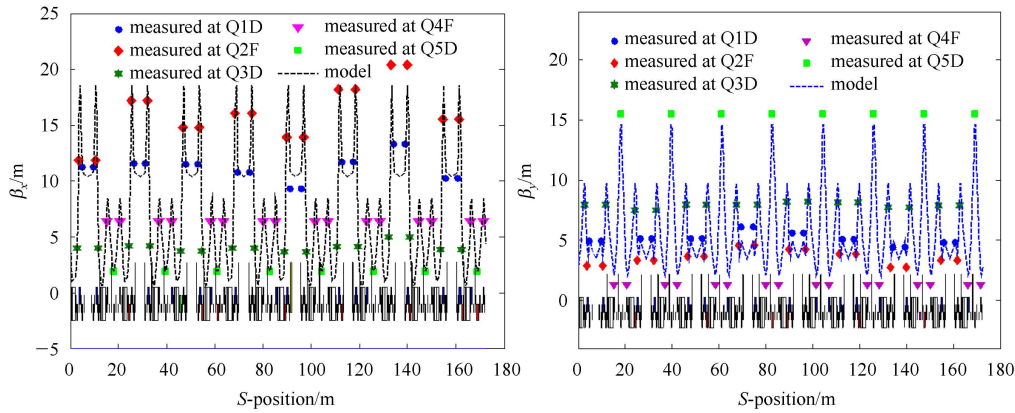 25
20
15
10
5
0
−5
βx/m
measured at Q1D
measured at Q2F
measured at Q3D
measured at Q4F
measured at Q5D
model
0 20 40 60 80 100 120 140 160 180
S-position/m
20
15
10
5
0
βy/m
measured at Q1D
measured at Q2F
measured at Q3D
measured at Q4F
measured at Q5D
model
0 20 40 60 80 100 120 140 160 180
S-position/m